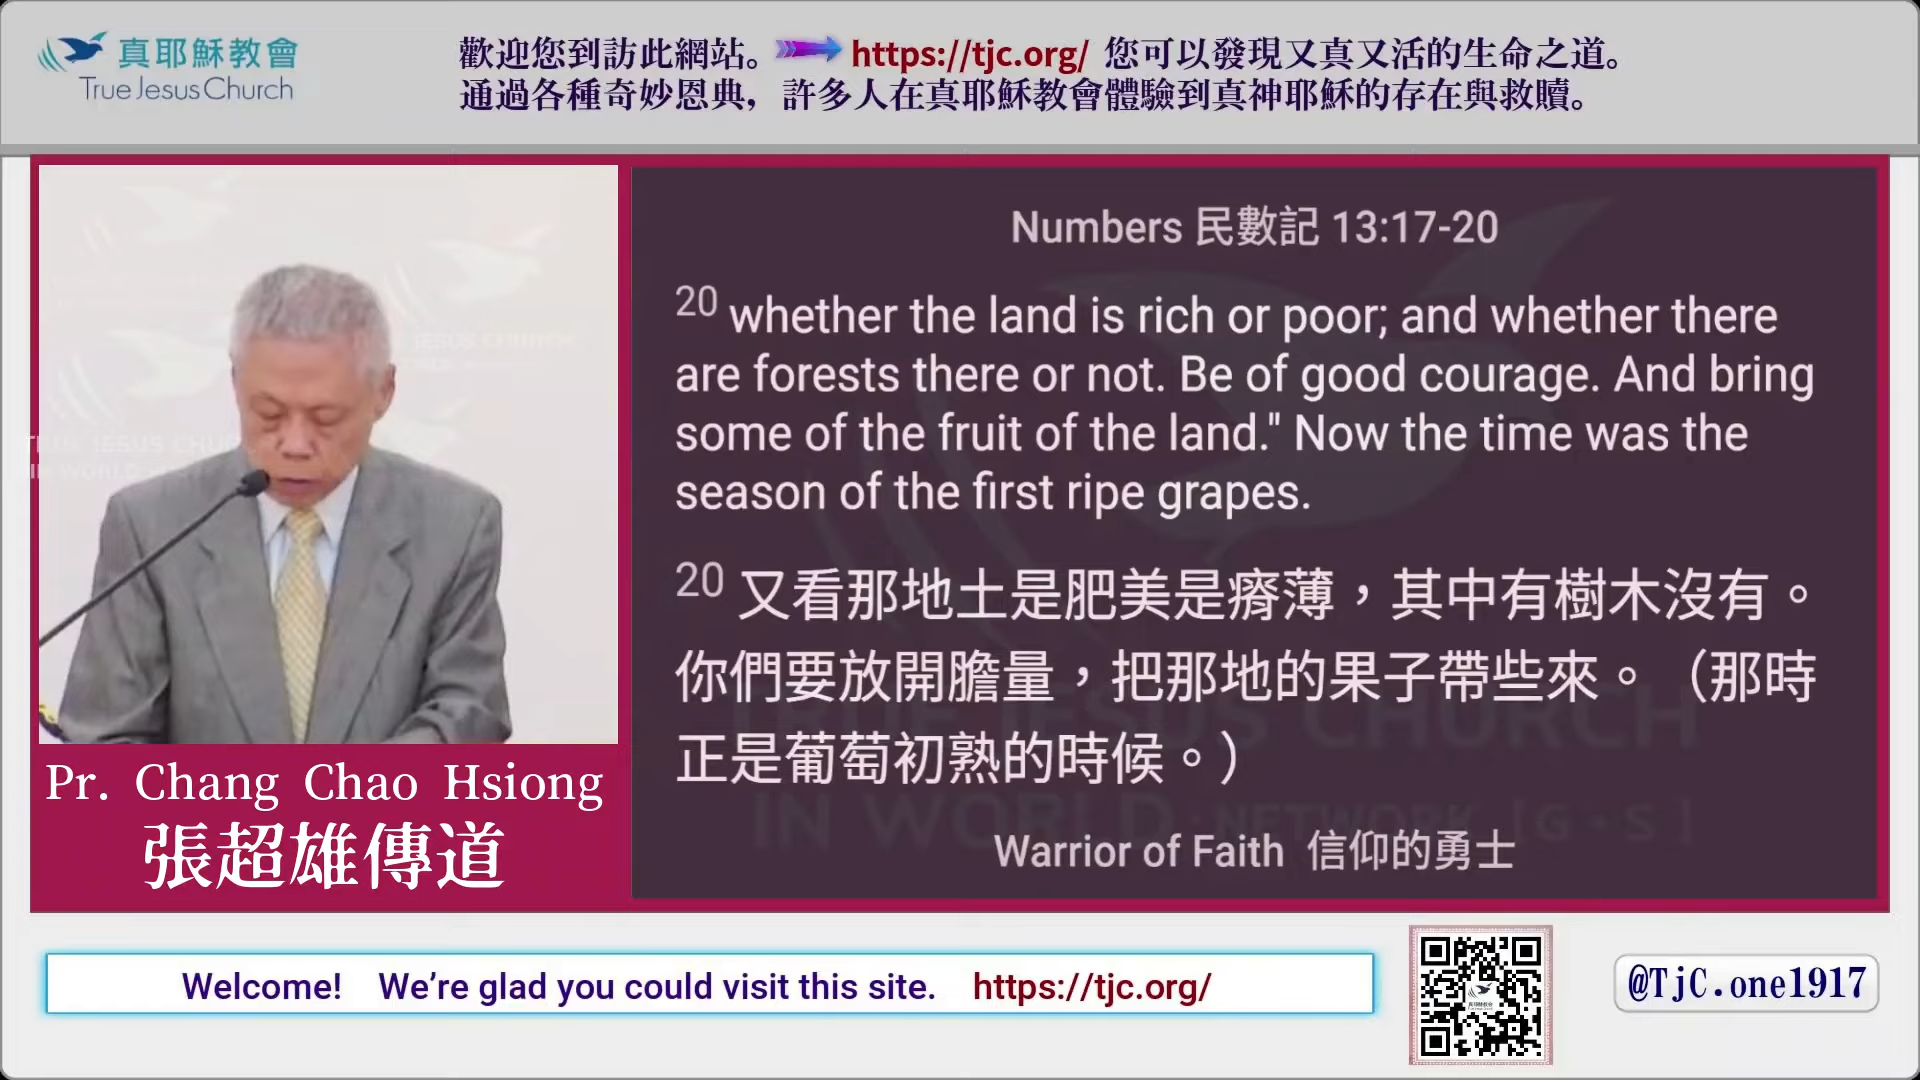 真耶穌教會
True Jesus Church
歡迎您到訪此網站。 https://tjc.org/ 您可以發現又真又活的生命之道。
通過各種奇妙恩典，許多人在真耶穌教會體驗到真神耶穌的存在與救贖。
Numbers 民數記 13:17-20
20 whether the land is rich or poor; and whether there
are forests there or not. Be of good courage. And bring
some of the fruit of the land." Now the time was the
season of the first ripe grapes.
20 又看那地土是肥美是瘠薄，其中有樹木沒有。
你們要放開膽量，把那地的果子帶些來。（那時
正是葡萄初熟的時候。）
TRUE JESUS CHURCH
IN WORLD-NETWORK [G-S]
Warrior of Faith 信仰的勇士
Pr. Chang Chao Hsiong
張超雄傳道
Welcome! We’re glad you could visit this site. https://tjc.org/
@TjC.one1917